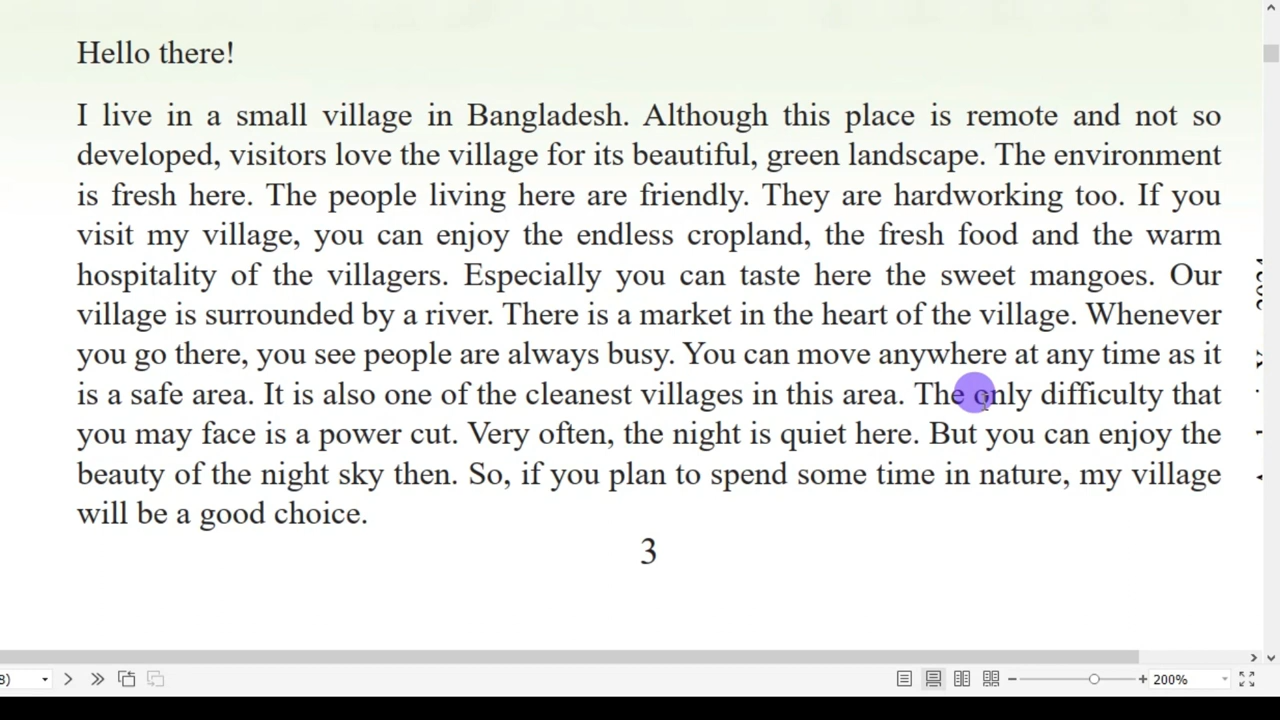 Hello there!
I live in a small village in Bangladesh. Although this place is remote and not so
developed, visitors love the village for its beautiful, green landscape. The environment
is fresh here. The people living here are friendly. They are hardworking too. If you
visit my village, you can enjoy the endless cropland, the fresh food and the warm
hospitality of the villagers. Especially you can taste here the sweet mangoes. Our
village is surrounded by a river. There is a market in the heart of the village. Whenever
you go there, you see people are always busy. You can move anywhere at any time as it
is a safe area. It is also one of the cleanest villages in this area. The only difficulty that
you may face is a power cut. Very often, the night is quiet here. But you can enjoy the
beauty of the night sky then. So, if you plan to spend some time in nature, my village
will be a good choice.
3
8)
200%